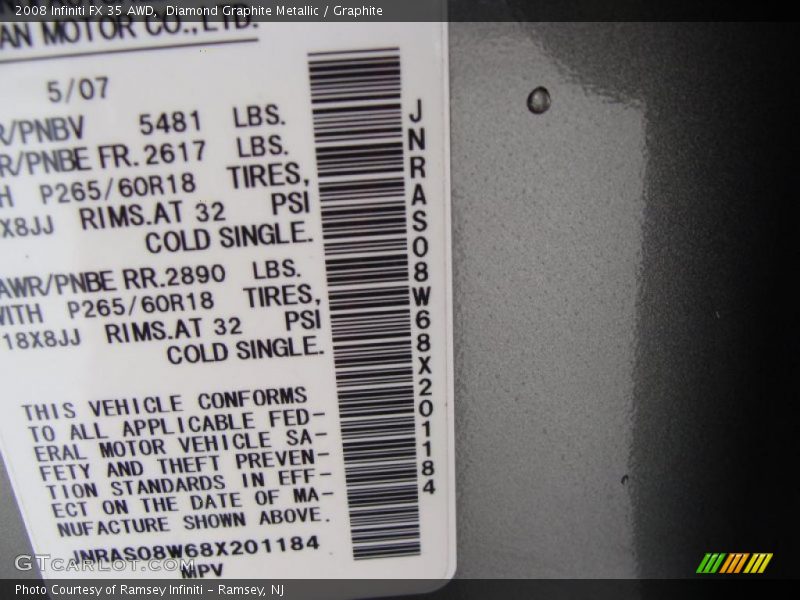 2008 Infiniti FX 35 AWD, Diamond Graphite Metallic / Graphite
AN MOTOR CO., LTD.
5/07
R/PNBV 5481 LBS.
R/PNBE FR. 2617 LBS.
H P265/60R18 TIRES,
X8JJ RIMS. AT 32 PSI
COLD SINGLE.
AWR/PNBE RR. 2890 LBS.
WITH P265/60R18 TIRES,
18X8JJ RIMS. AT 32 PSI
COLD SINGLE.
THIS VEHICLE CONFORMS
TO ALL APPLICABLE FED-
ERAL MOTOR VEHICLE SA-
FETY AND THEFT PREVEN-
TION STANDARDS IN EFF-
ECT ON THE DATE OF MA-
NUFACTURE SHOWN ABOVE.
JNRAS08W68X201184
MPV
JNRAS08W68X201184
GTcarlot.com
Photo Courtesy of Ramsey Infiniti - Ramsey, NJ